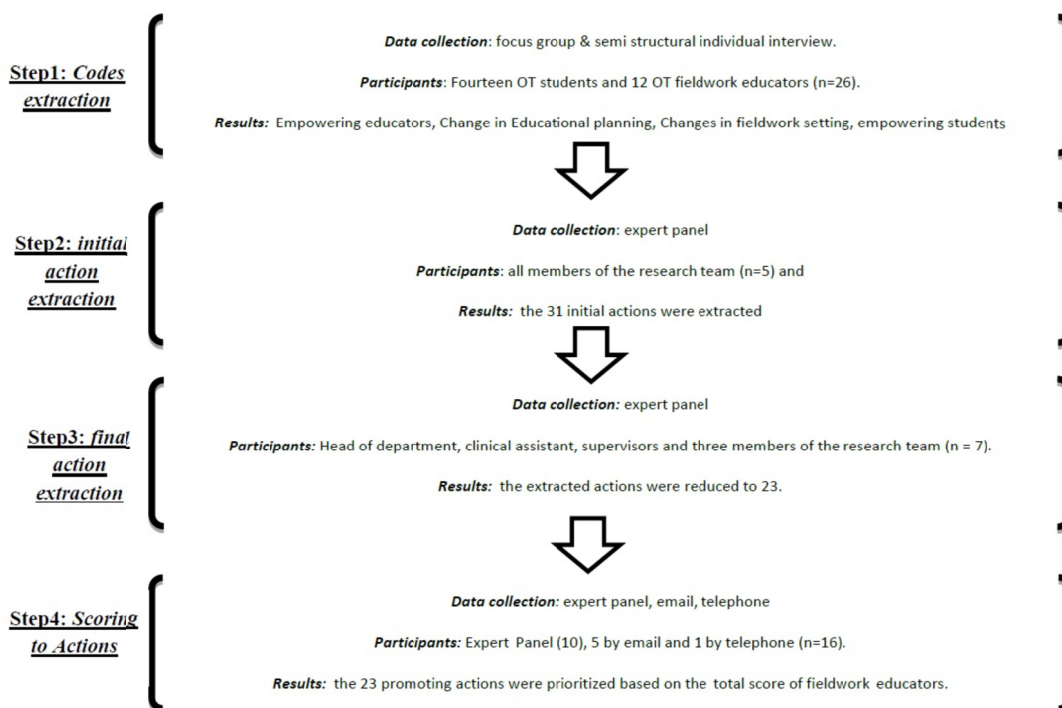 Step1: Codes
extraction
Data collection: focus group & semi structural individual interview.
Participants: Fourteen OT students and 12 OT fieldwork educators (n=26).
Results: Empowering educators, Change in Educational planning, Changes in fieldwork setting, empowering students
Step2: initial
action
extraction
Data collection: expert panel
Participants: all members of the research team (n=5) and
Results: the 31 initial actions were extracted
Step3: final
action
extraction
Data collection: expert panel
Participants: Head of department, clinical assistant, supervisors and three members of the research team (n = 7).
Results: the extracted actions were reduced to 23.
Step4: Scoring
to Actions
Data collection: expert panel, email, telephone
Participants: Expert Panel (10), 5 by email and 1 by telephone (n=16).
Results: the 23 promoting actions were prioritized based on the total score of fieldwork educators.